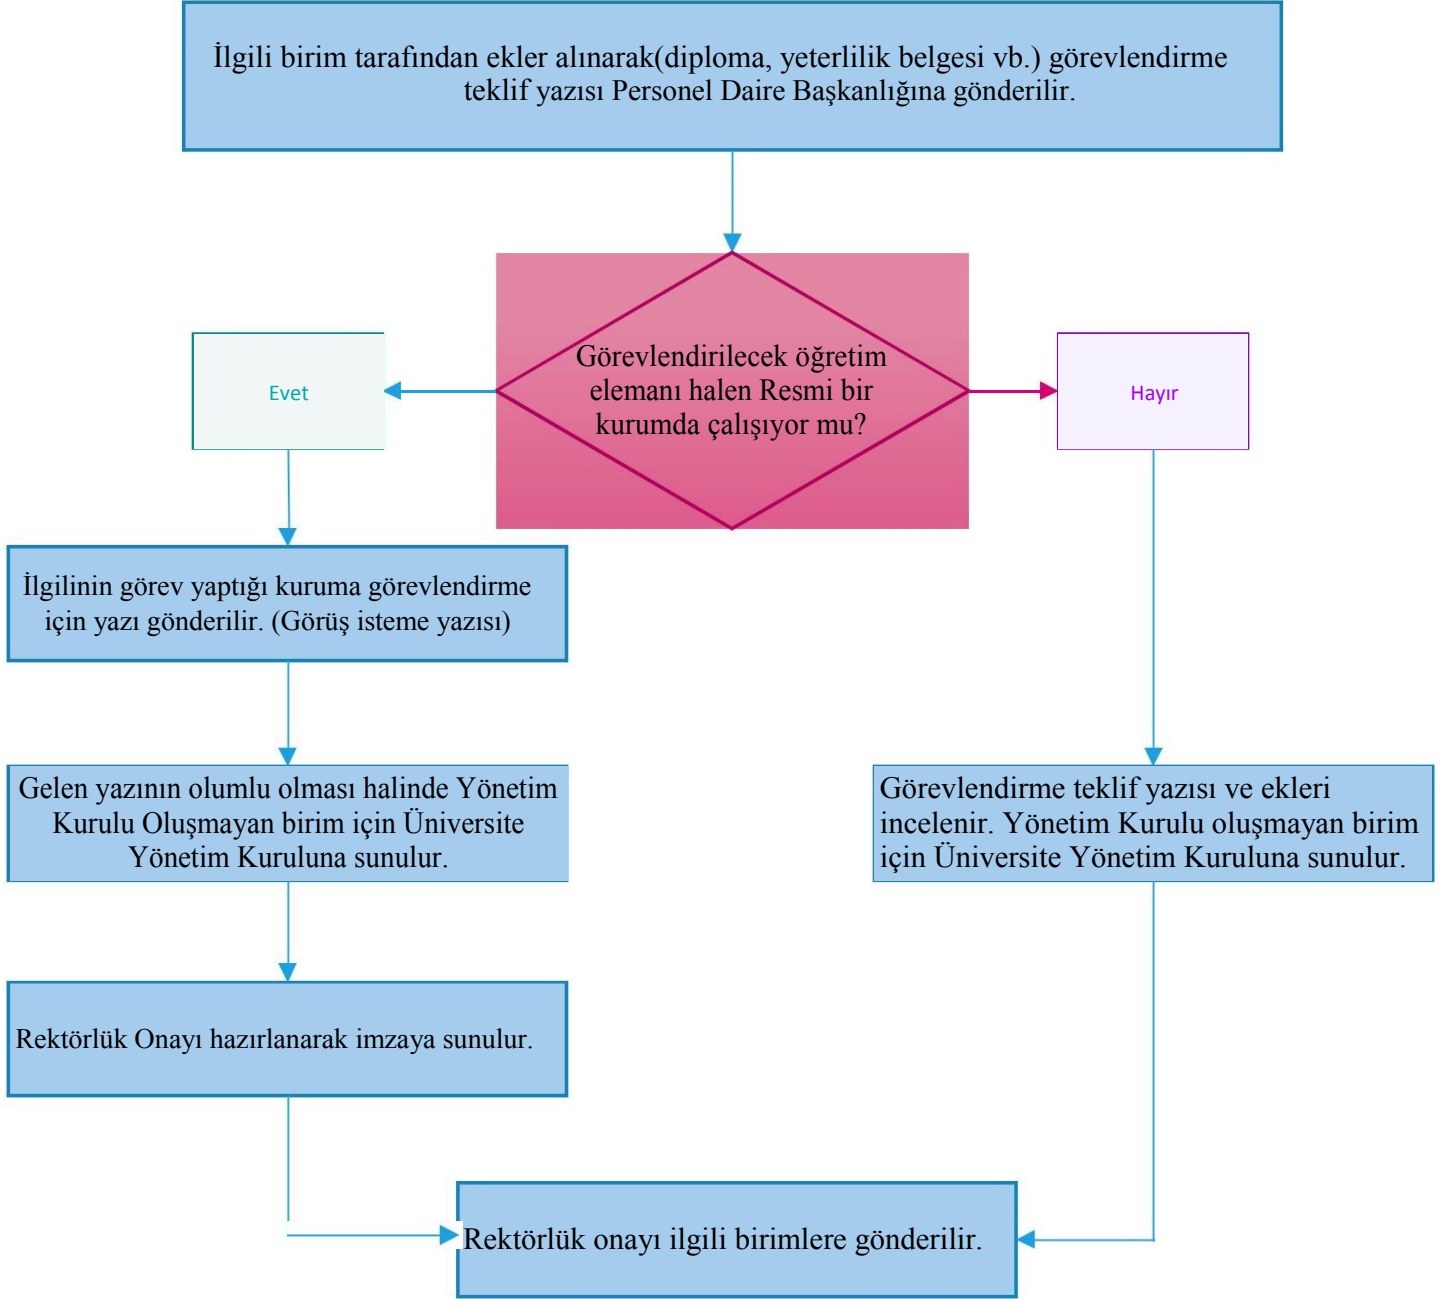 İlgili birim tarafından ekler alınarak(diploma, yeterlilik belgesi vb.) görevlendirme
teklif yazısı Personel Daire Başkanlığına gönderilir.
Görevlendirilecek öğretim
elemanı halen Resmi bir
kurumda çalışıyor mu?
Evet
Hayır
İlgilinin görev yaptığı kuruma görevlendirme
için yazı gönderilir. (Görüş isteme yazısı)
Gelen yazının olumlu olması halinde Yönetim
Kurulu Oluşmayan birim için Üniversite
Yönetim Kuruluna sunulur.
Görevlendirme teklif yazısı ve ekleri
incelenir. Yönetim Kurulu oluşmayan birim
için Üniversite Yönetim Kuruluna sunulur.
Rektörlük Onayı hazırlanarak imzaya sunulur.
Rektörlük onayı ilgili birimlere gönderilir.